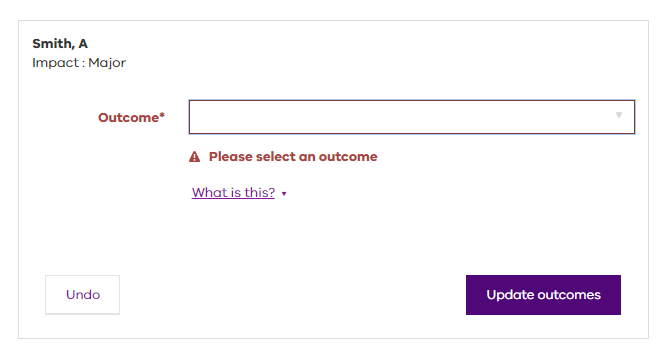 Smith, A
Impact : Major
Outcome*
Please select an outcome
What is this?
Undo
Update outcomes